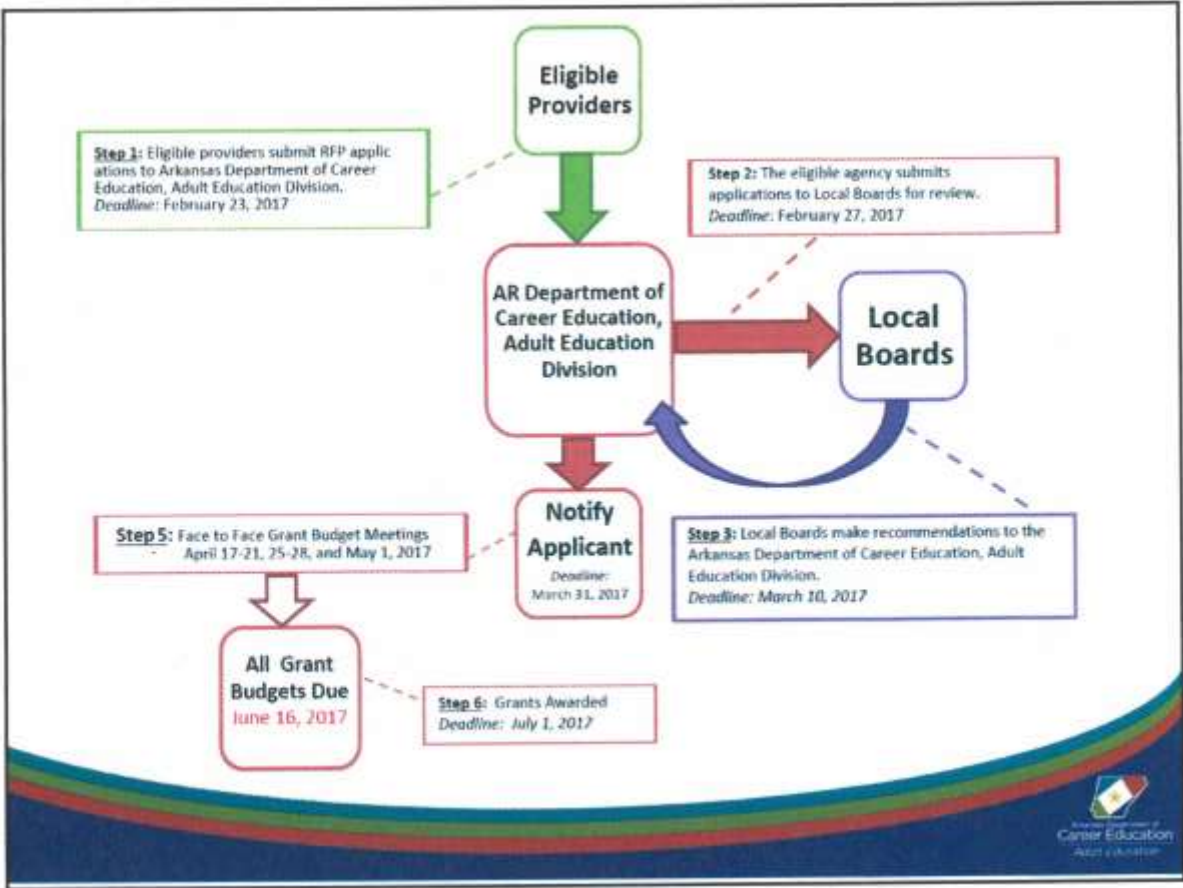 Eligible
Providers
Step 1: Eligible providers submit RFP applic
ations to Arkansas Department of Career
Education, Adult Education Division.
Deadline: February 23, 2017
Step 2: The eligible agency submits
applications to Local Boards for review.
Deadline: February 27, 2017
AR Department of
Career Education,
Adult Education
Division
Local
Boards
Step 3: Local Boards make recommendations to the
Arkansas Department of Career Education, Adult
Education Division.
Deadline: March 10, 2017
Notify
Applicant
Deadline:
March 31, 2017
Step 5: Face to Face Grant Budget Meetings
April 17-21, 25-28, and May 1, 2017
All Grant
Budgets Due
June 16, 2017
Step 6: Grants Awarded
Deadline: July 1, 2017
Arkansas Department of
Career Education
Adult Education